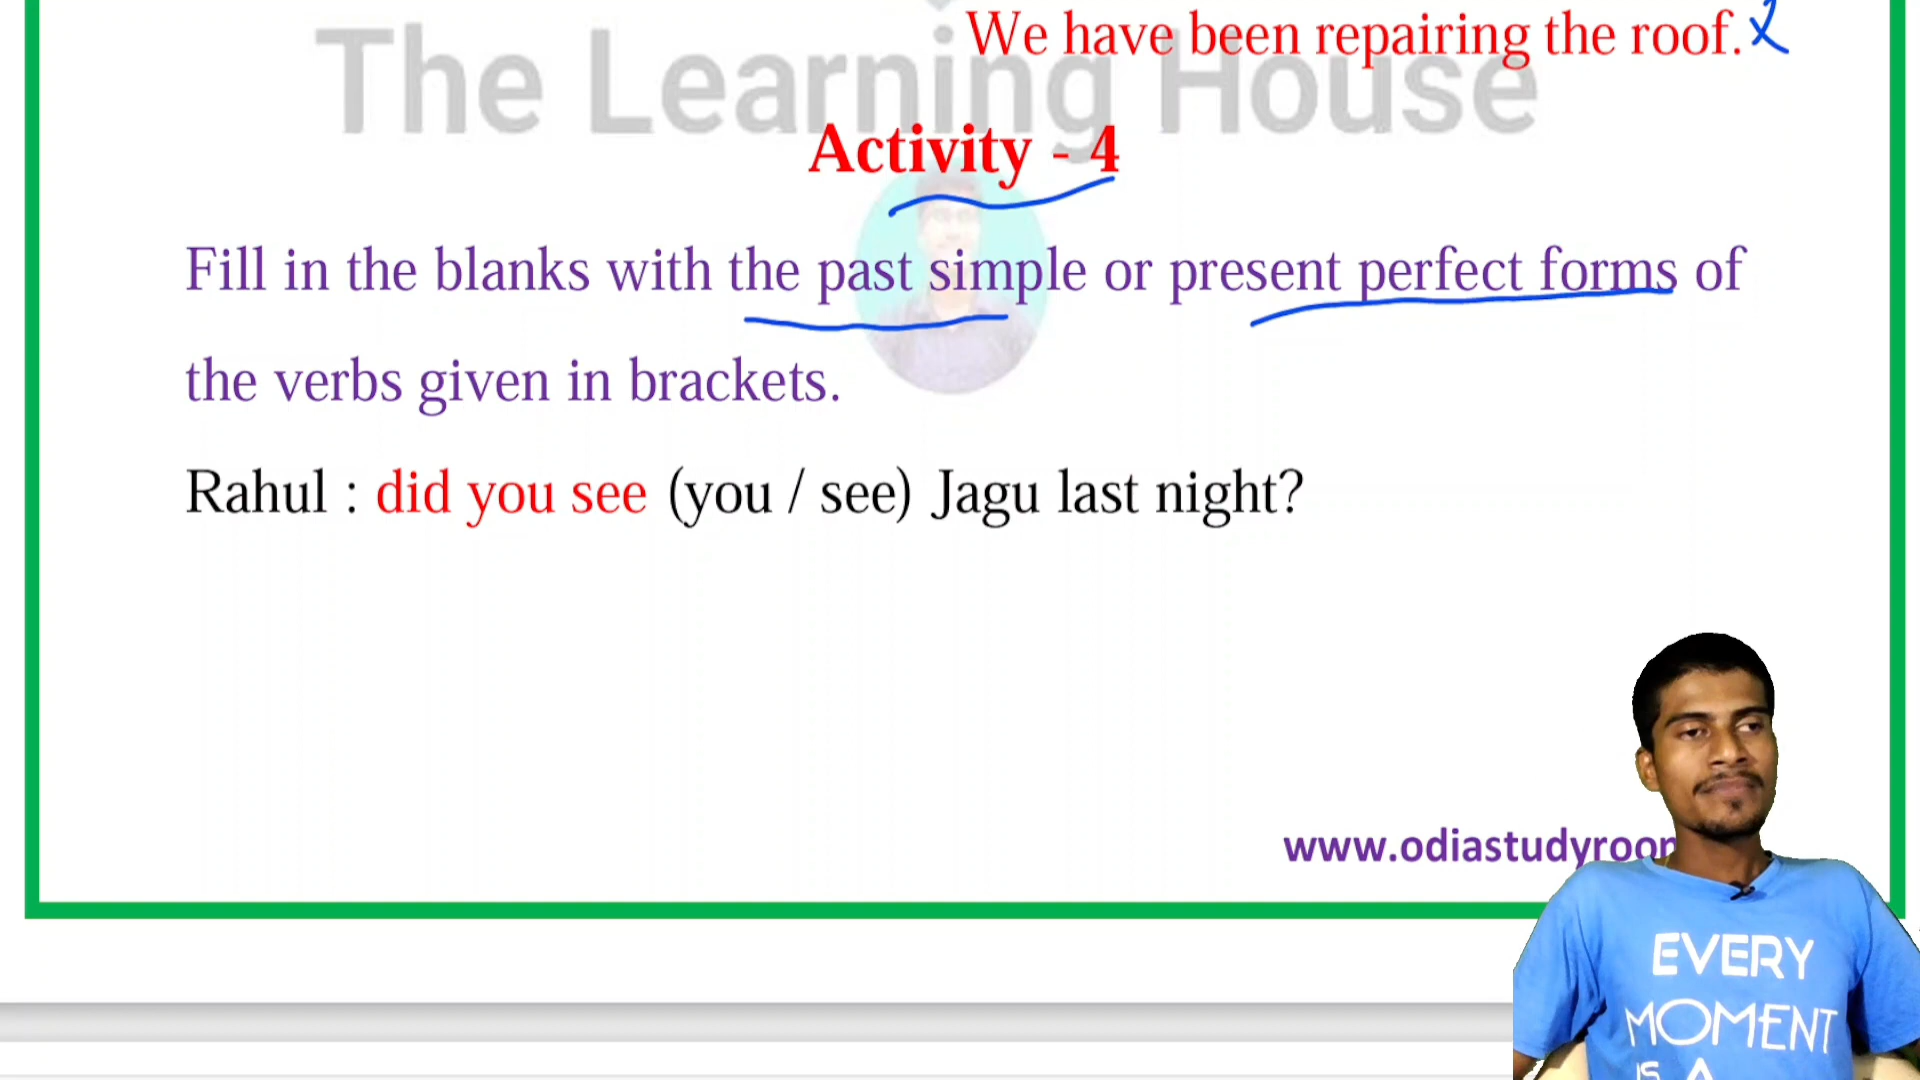 We have been repairing the roof.
The Learning House
Activity - 4
Fill in the blanks with the past simple or present perfect forms of
the verbs given in brackets.
Rahul : did you see (you / see) Jagu last night?
www.odiastudyroom
EVERY
MOMENT
IS A